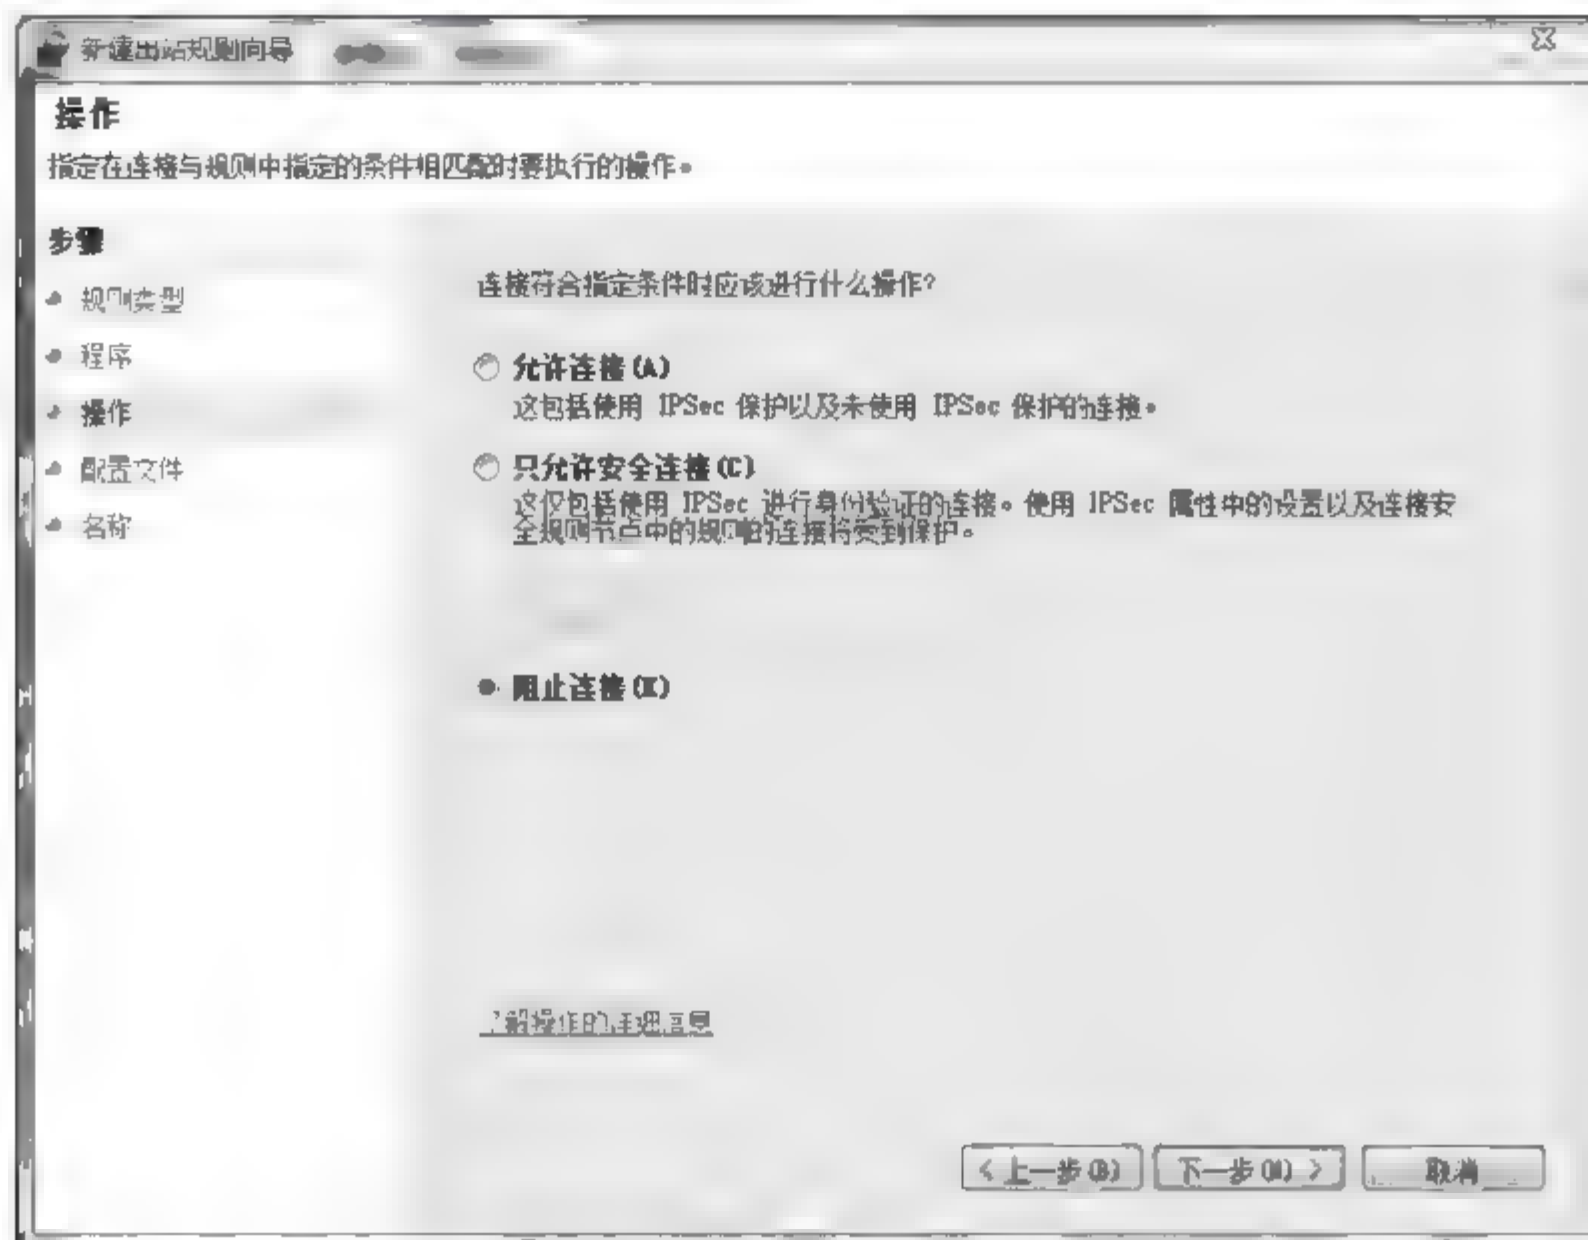 新建出站规则向导
操作
指定在连接与规则中指定的条件相匹配时要执行的操作。
步骤
规则类型
程序
操作
配置文件
名称
连接符合指定条件时应该进行什么操作?
允许连接(A)
这包括使用 IPSec 保护以及未使用 IPSec 保护的连接。
只允许安全连接(C)
这仅包括使用 IPSec 进行身份验证的连接。使用 IPSec 属性中的设置以及连接安
全规则节点中的规则的连接将受到保护。
阻止连接(K)
了解操作的详细信息
< 上一步(B)
下一步(N) >
取消